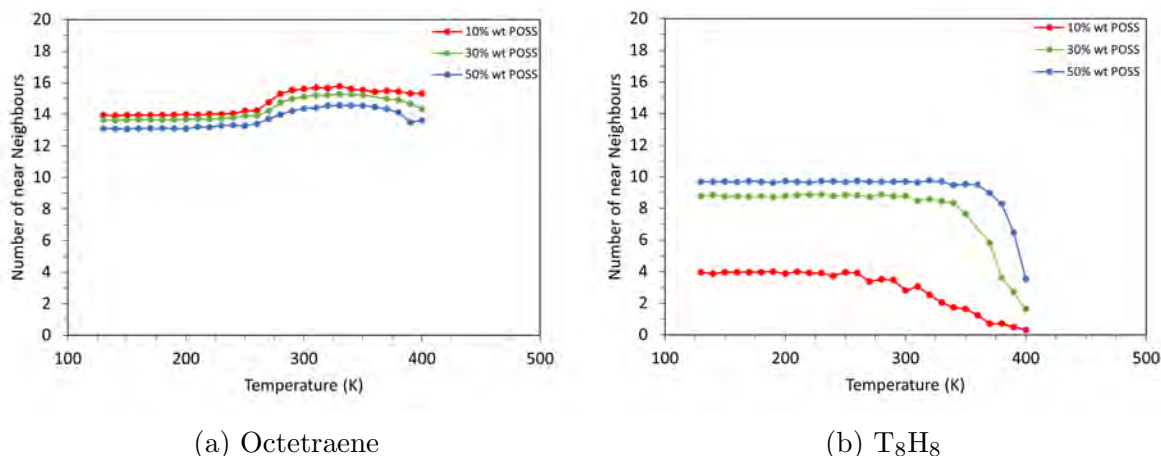 20
18
16
14
12
10
8
6
4
2
0
Number of near Neighbours
100
200
300
400
500
Temperature (K)
10% wt POSS
30% wt POSS
50% wt POSS
(a) Octetraene
20
18
16
14
12
10
8
6
4
2
0
Number of near Neighbours
100
200
300
400
500
Temperature (K)
10% wt POSS
30% wt POSS
50% wt POSS
(b) T₈H₈